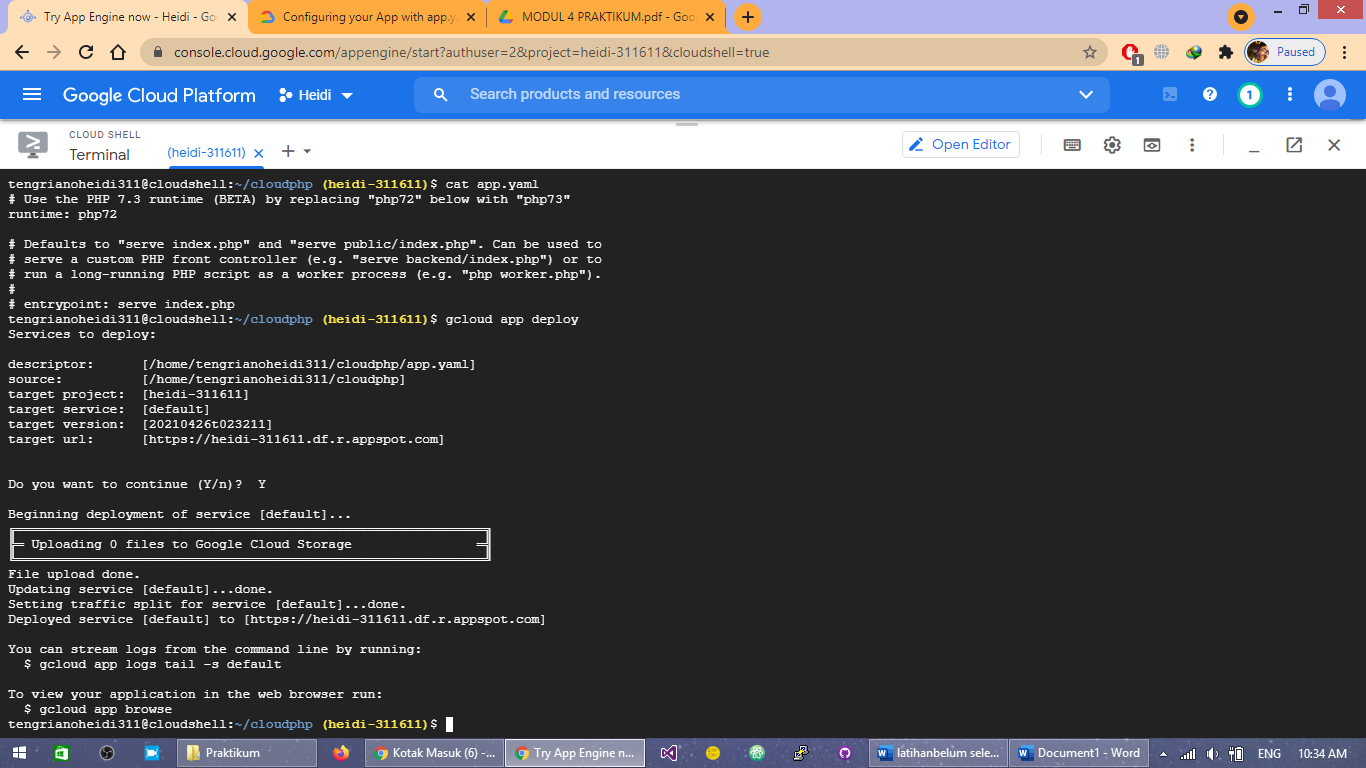 Try App Engine now - Heidi - Go
Configuring your App with app.y
MODUL 4 PRAKTIKUM.pdf - Goo
console.cloud.google.com/appengine/start?authuser=2&project=heidi-311611&cloudshell=true
1
Paused
Google Cloud Platform
Heidi
Search products and resources
1
CLOUD SHELL
Terminal
(heidi-311611)
Open Editor
tengrianoheidi311@cloudshell:~/cloudphp (heidi-311611)$ cat app.yaml
# Use the PHP 7.3 runtime (BETA) by replacing "php72" below with "php73"
runtime: php72
# Defaults to "serve index.php" and "serve public/index.php". Can be used to
# serve a custom PHP front controller (e.g. "serve backend/index.php") or to
# run a long-running PHP script as a worker process (e.g. "php worker.php").
#
# entrypoint: serve index.php
tengrianoheidi311@cloudshell:~/cloudphp (heidi-311611)$ gcloud app deploy
Services to deploy:
descriptor: [/home/tengrianoheidi311/cloudphp/app.yaml]
source: [/home/tengrianoheidi311/cloudphp]
target project: [heidi-311611]
target service: [default]
target version: [20210426t023211]
target url: [https://heidi-311611.df.r.appspot.com]
Do you want to continue (Y/n)? Y
Beginning deployment of service [default]...
Uploading 0 files to Google Cloud Storage
File upload done.
Updating service [default]...done.
Setting traffic split for service [default]...done.
Deployed service [default] to [https://heidi-311611.df.r.appspot.com]
You can stream logs from the command line by running:
$ gcloud app logs tail -s default
To view your application in the web browser run:
$ gcloud app browse
tengrianoheidi311@cloudshell:~/cloudphp (heidi-311611)$
Praktikum
Kotak Masuk (6) -...
Try App Engine n...
latihanbelum sele...
Document1 - Word
ENG
10:34 AM